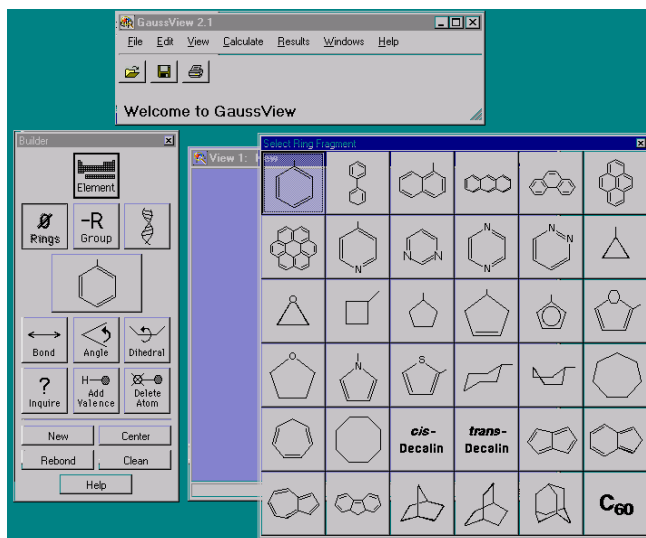 GaussView 2.1
File Edit View Calculate Results Windows Help
Welcome to GaussView
Builder
Element
Rings
-R
Group
Bond
Angle
Dihedral
?
Inquire
H
Add
Valence
Delete
Atom
New
Center
Rebond
Clean
Help
View 1:
Select Ring Fragment
N
N N
N
N
N
N
O
O
O
N
S
cis-
Decalin
trans-
Decalin
C60